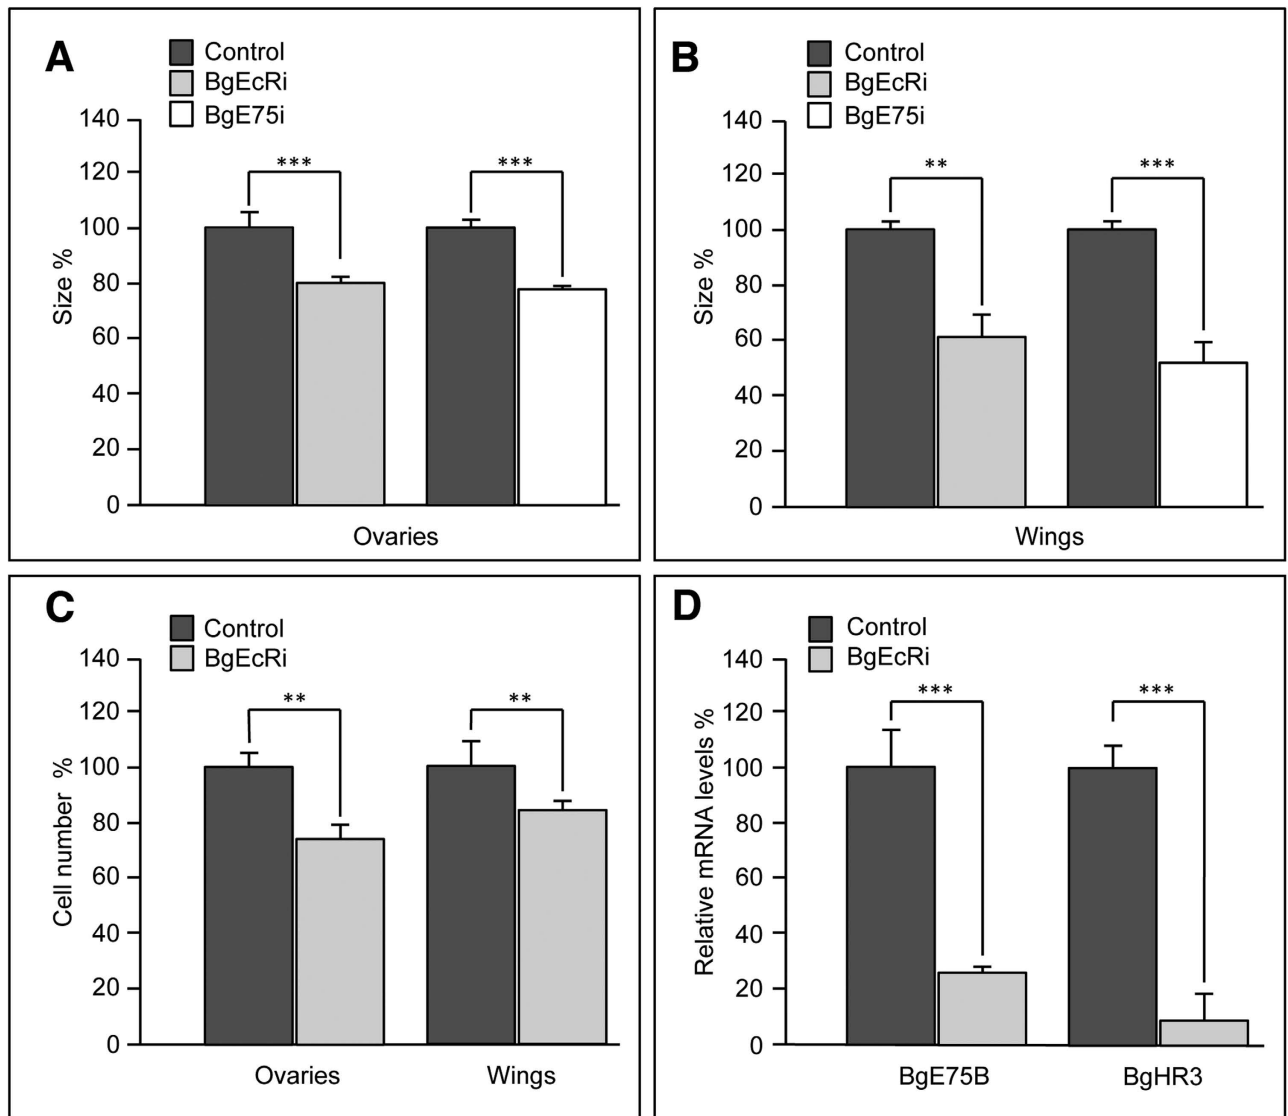 A
Control
BgEcRi
BgE75i
140
120
100
80
60
40
20
0
Size %
***
***
Ovaries
B
Control
BgEcRi
BgE75i
140
120
100
80
60
40
20
0
Size %
**
***
Wings
C
Control
BgEcRi
140
120
100
80
60
40
20
0
Cell number %
**
**
Ovaries
Wings
D
Control
BgEcRi
140
120
100
80
60
40
20
0
Relative mRNA levels %
***
***
BgE75B
BgHR3